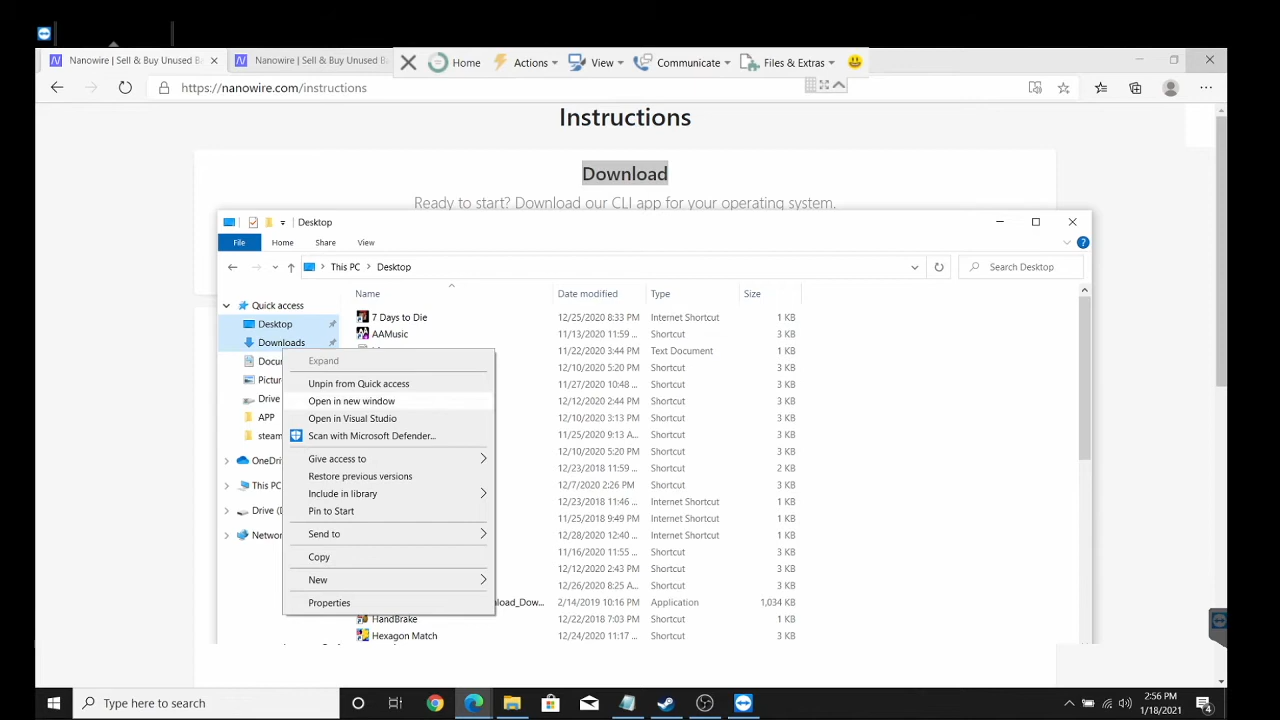 Nanowire | Sell & Buy Unused B
Nanowire | Sell & Buy Unused B
Home
Actions
View
Communicate
Files & Extras
https://nanowire.com/instructions
Instructions
Download
Ready to start? Download our CLI app for your operating system.
Desktop
File
Home
Share
View
This PC
Desktop
Search Desktop
Name
Date modified
Type
Size
Quick access
Desktop
Downloads
Docu
Pictur
Drive
APP
steam
OneDri
This PC
Drive (D
Networ
Expand
Unpin from Quick access
Open in new window
Open in Visual Studio
Scan with Microsoft Defender...
Give access to
Restore previous versions
Include in library
Pin to Start
Send to
Copy
New
Properties
7 Days to Die 12/25/2020 8:33 PM Internet Shortcut 1 KB
AAMusic 11/13/2020 11:59 ... Shortcut 3 KB
11/22/2020 3:44 PM Text Document 1 KB
12/10/2020 5:20 PM Shortcut 3 KB
11/27/2020 10:48 ... Shortcut 3 KB
12/12/2020 2:44 PM Shortcut 3 KB
12/10/2020 3:13 PM Shortcut 3 KB
11/25/2020 9:13 A... Shortcut 3 KB
12/10/2020 5:20 PM Shortcut 3 KB
12/23/2018 11:59 ... Shortcut 2 KB
12/7/2020 2:26 PM Shortcut 3 KB
12/23/2018 11:46 ... Internet Shortcut 1 KB
11/25/2018 9:49 PM Internet Shortcut 1 KB
12/28/2020 12:40 ... Internet Shortcut 1 KB
11/16/2020 11:55 ... Shortcut 3 KB
12/12/2020 2:43 PM Shortcut 3 KB
12/26/2020 8:25 A... Shortcut 3 KB
load_Dow... 2/14/2019 10:16 PM Application 1,034 KB
HandBrake 12/22/2018 7:03 PM Shortcut 3 KB
Hexagon Match 12/24/2020 11:17 ... Shortcut 3 KB
Type here to search
2:56 PM
1/18/2021
4